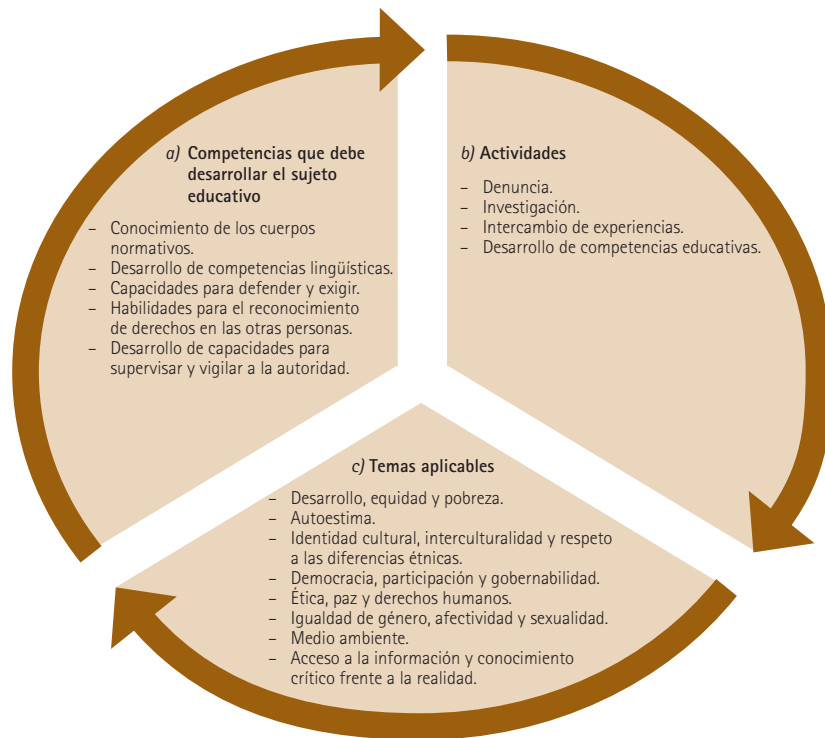 a) Competencias que debe
desarrollar el sujeto
educativo
– Conocimiento de los cuerpos
normativos.
– Desarrollo de competencias lingüísticas.
– Capacidades para defender y exigir.
– Habilidades para el reconocimiento
de derechos en las otras personas.
– Desarrollo de capacidades para
supervisar y vigilar a la autoridad.
b) Actividades
– Denuncia.
– Investigación.
– Intercambio de experiencias.
– Desarrollo de competencias educativas.
c) Temas aplicables
– Desarrollo, equidad y pobreza.
– Autoestima.
– Identidad cultural, interculturalidad y respeto
a las diferencias étnicas.
– Democracia, participación y gobernabilidad.
– Ética, paz y derechos humanos.
– Igualdad de género, afectividad y sexualidad.
– Medio ambiente.
– Acceso a la información y conocimiento
crítico frente a la realidad.